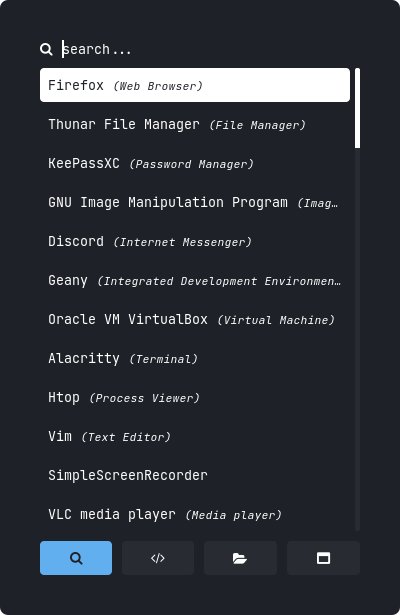 search...
Firefox (Web Browser)
Thunar File Manager (File Manager)
KeePassXC (Password Manager)
GNU Image Manipulation Program (Imag…
Discord (Internet Messenger)
Geany (Integrated Development Environmen…
Oracle VM VirtualBox (Virtual Machine)
Alacritty (Terminal)
Htop (Process Viewer)
Vim (Text Editor)
SimpleScreenRecorder
VLC media player (Media player)